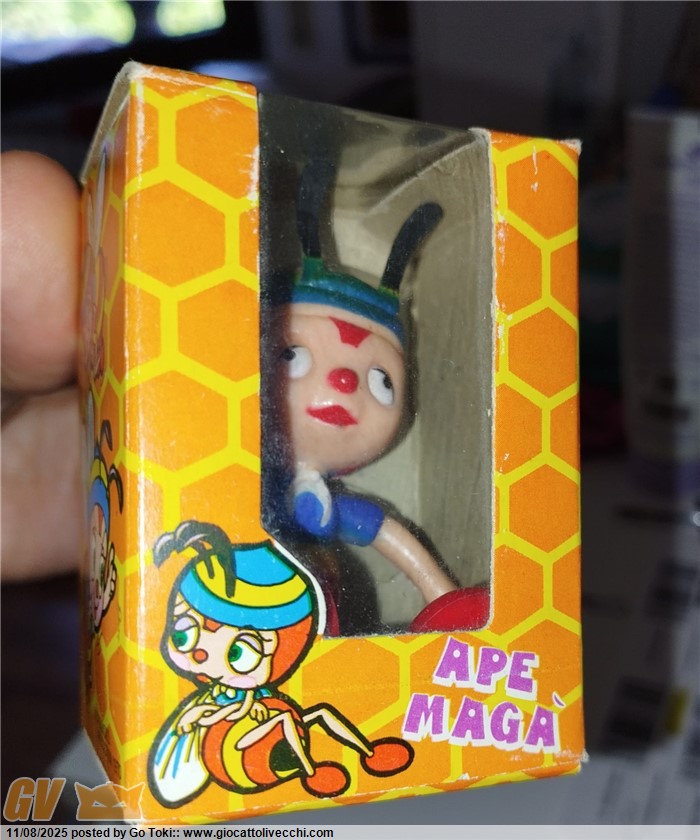 APE
MAGÀ
GV
11/08/2025 posted by Go Toki:: www.giocattolivecchi.com